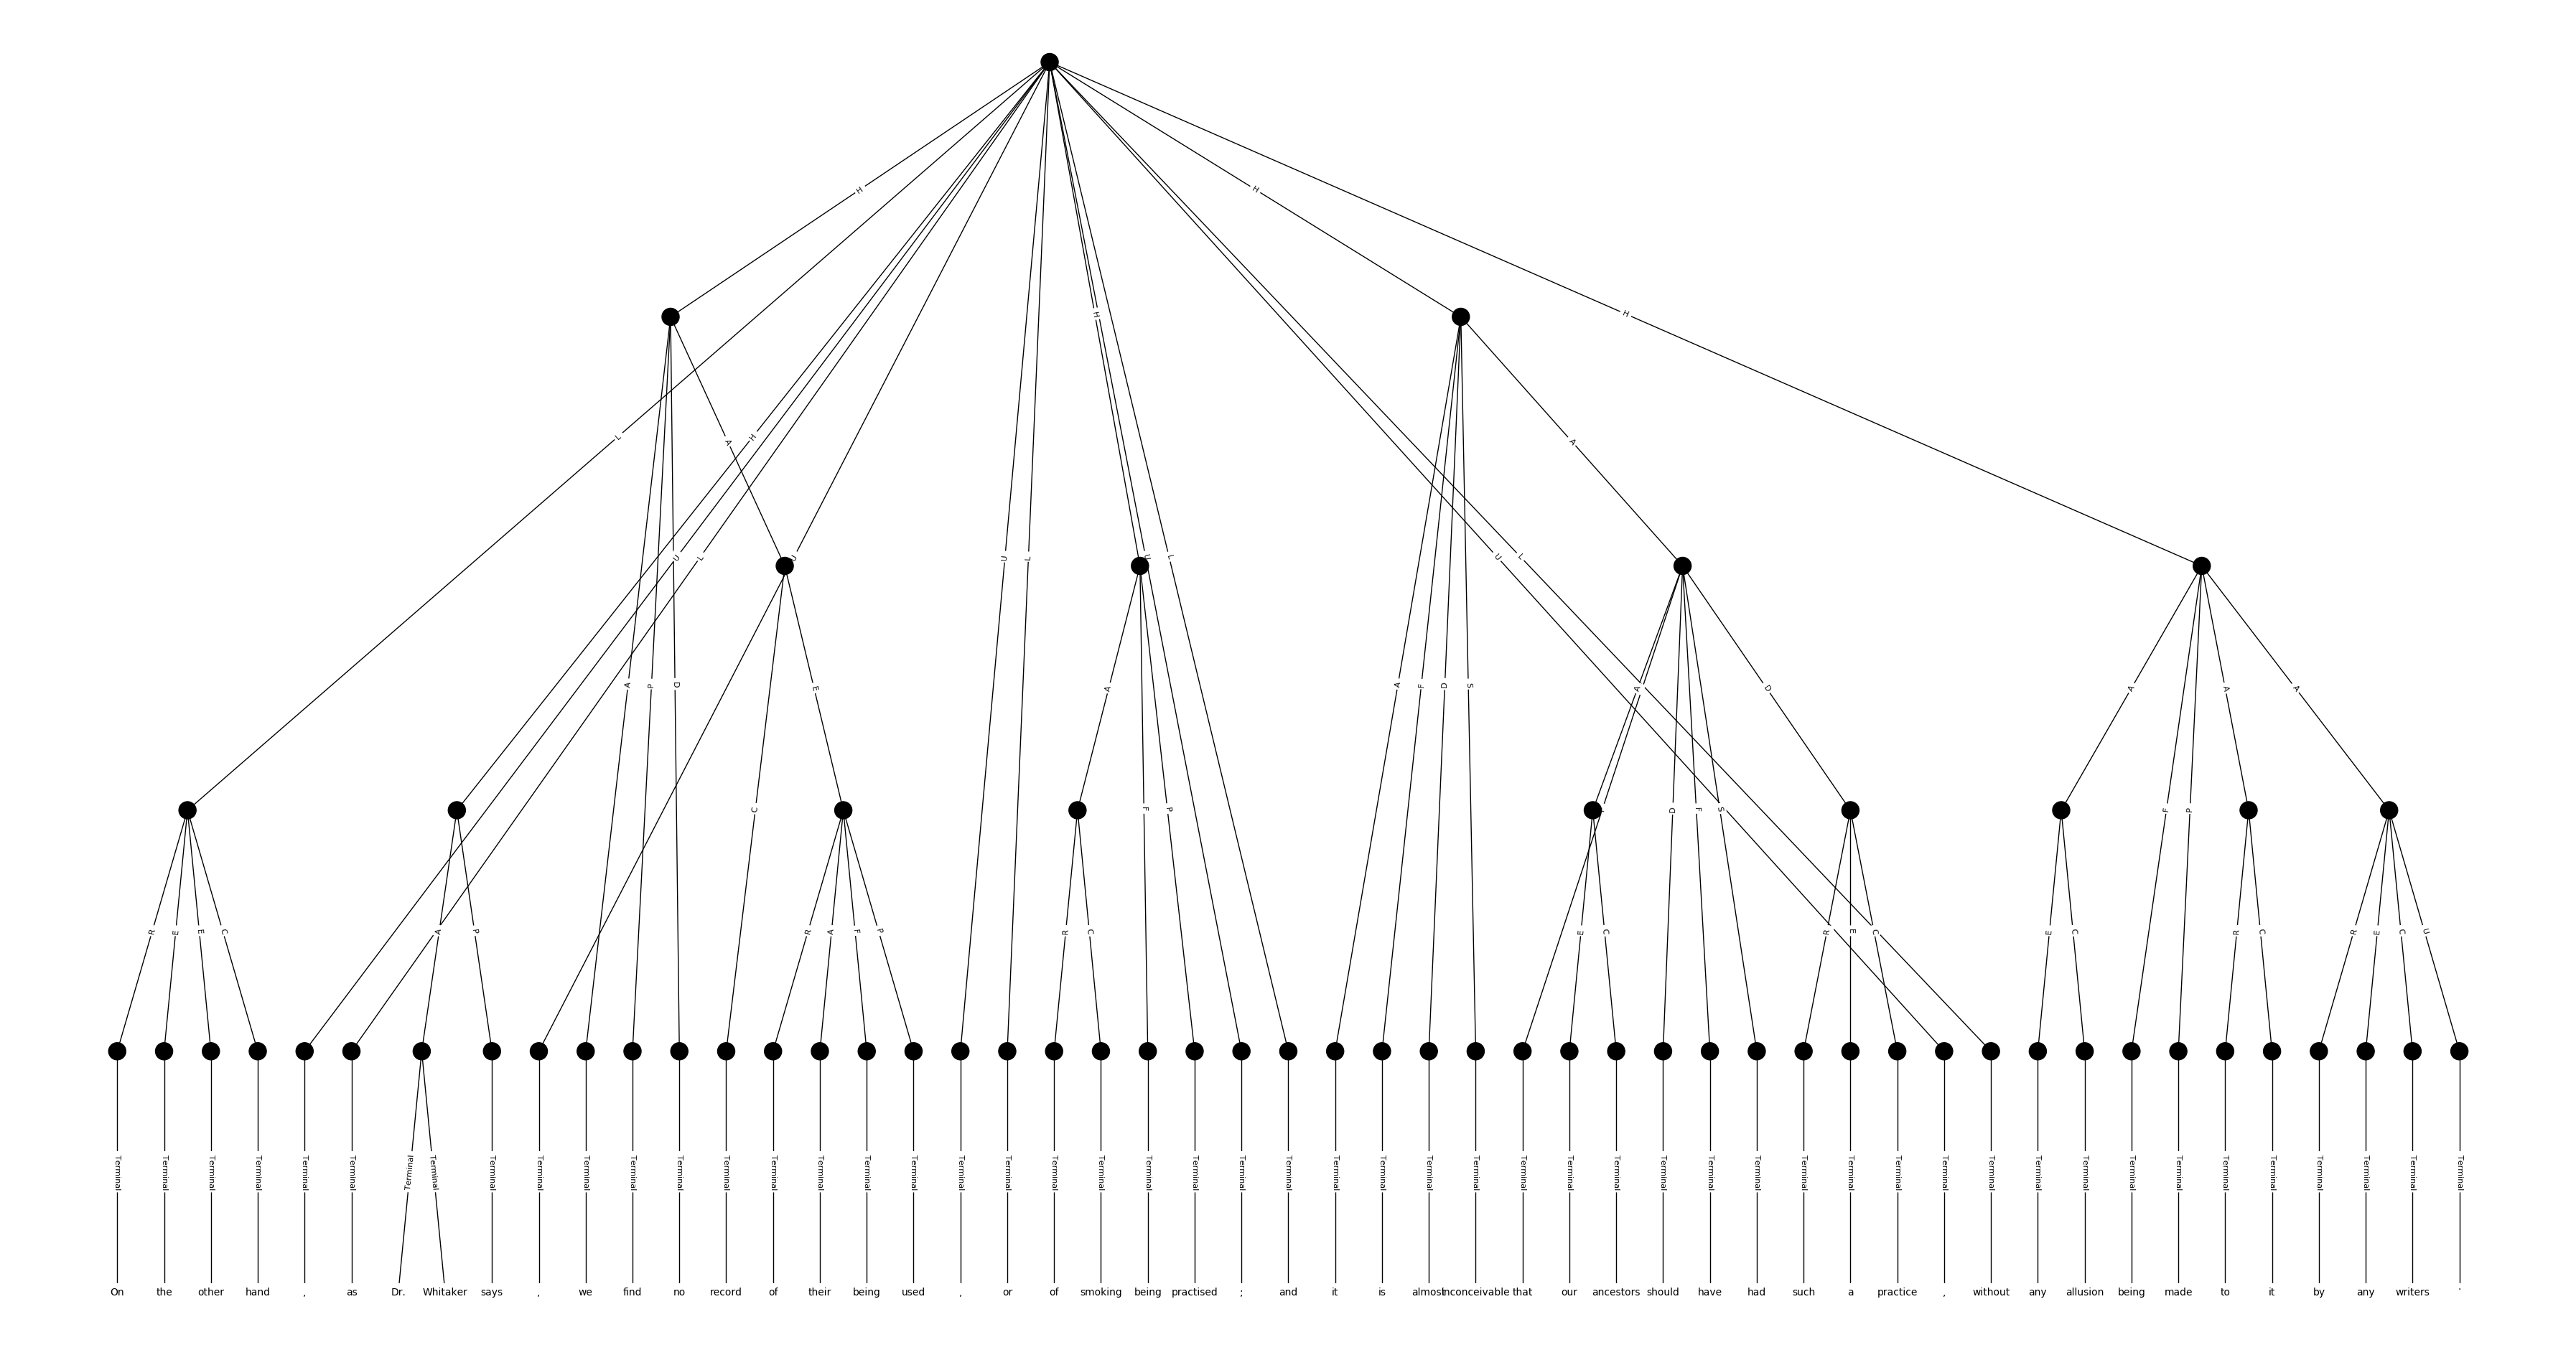 H H
H H
L H A A
U L U U L H U L U L
A P D A F D S A D A A A
E A
C F P A D F S F P
R E E C A P R A F P R C E C R E C E C R C R E C U
Terminal Terminal Terminal Terminal Terminal Terminal Terminal Terminal Terminal Terminal Terminal Terminal Terminal Terminal Terminal Terminal Terminal Terminal Terminal Terminal Terminal Terminal Terminal Terminal Terminal Terminal Terminal Terminal Terminal Terminal Terminal Terminal Terminal Terminal Terminal Terminal Terminal Terminal Terminal Terminal Terminal Terminal Terminal Terminal Terminal Terminal Terminal Terminal Terminal Terminal Terminal
On the other hand , as Dr. Whitaker says , we find no record of their being used , or of smoking being practised ; and it is almost inconceivable that our ancestors should have had such a practice , without any allusion being made to it by any writers .